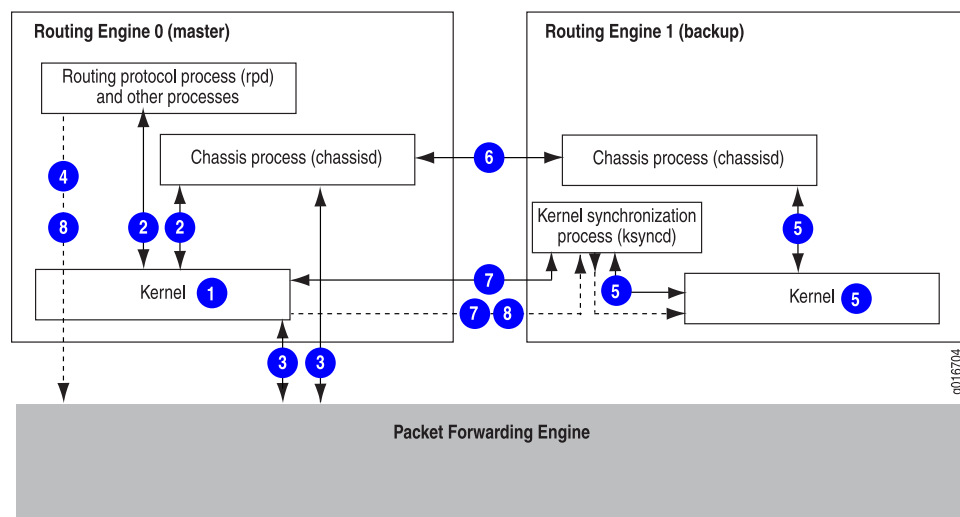 Routing Engine 0 (master)
Routing protocol process (rpd)
and other processes
Chassis process (chassisd)
4
8
2
2
Kernel 1
3
3
6
7
7 8
Routing Engine 1 (backup)
Chassis process (chassisd)
Kernel synchronization
process (ksyncd)
5
5
Kernel 5
g016704
Packet Forwarding Engine